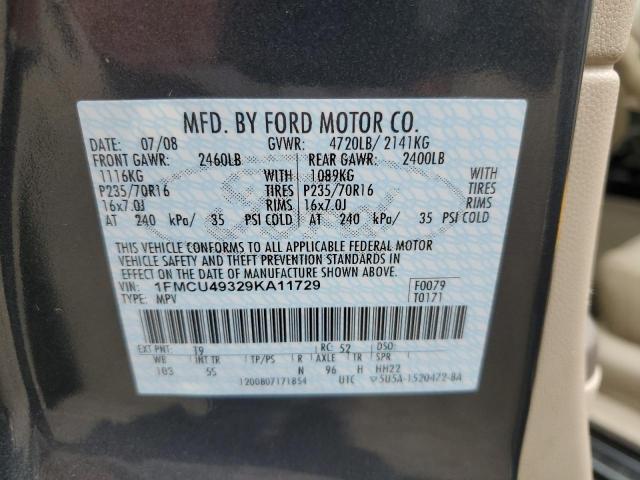 MFD. BY FORD MOTOR CO.
DATE: 07/08 GVWR: 4720LB/ 2141KG
FRONT GAWR: 2460LB REAR GAWR: 2400LB
1116KG WITH 1089KG WITH
P235/70R16 TIRES P235/70R16 TIRES
16x7.0J RIMS 16x7.0J RIMS
AT 240 kPa/ 35 PSI COLD AT 240 kPa/ 35 PSI COLD
THIS VEHICLE CONFORMS TO ALL APPLICABLE FEDERAL MOTOR
VEHICLE SAFETY AND THEFT PREVENTION STANDARDS IN
EFFECT ON THE DATE OF MANUFACTURE SHOWN ABOVE.
VIN: 1FMCU49329KA11729 F0079
TYPE: MPV T0171
EXT PNT: T9 RC: 52 DSO:
WB INT TR TP/PS R AXLE TR SPR
103 5S N 96 H HH22
1200807171854 UTC 5U5A-1520472-BA